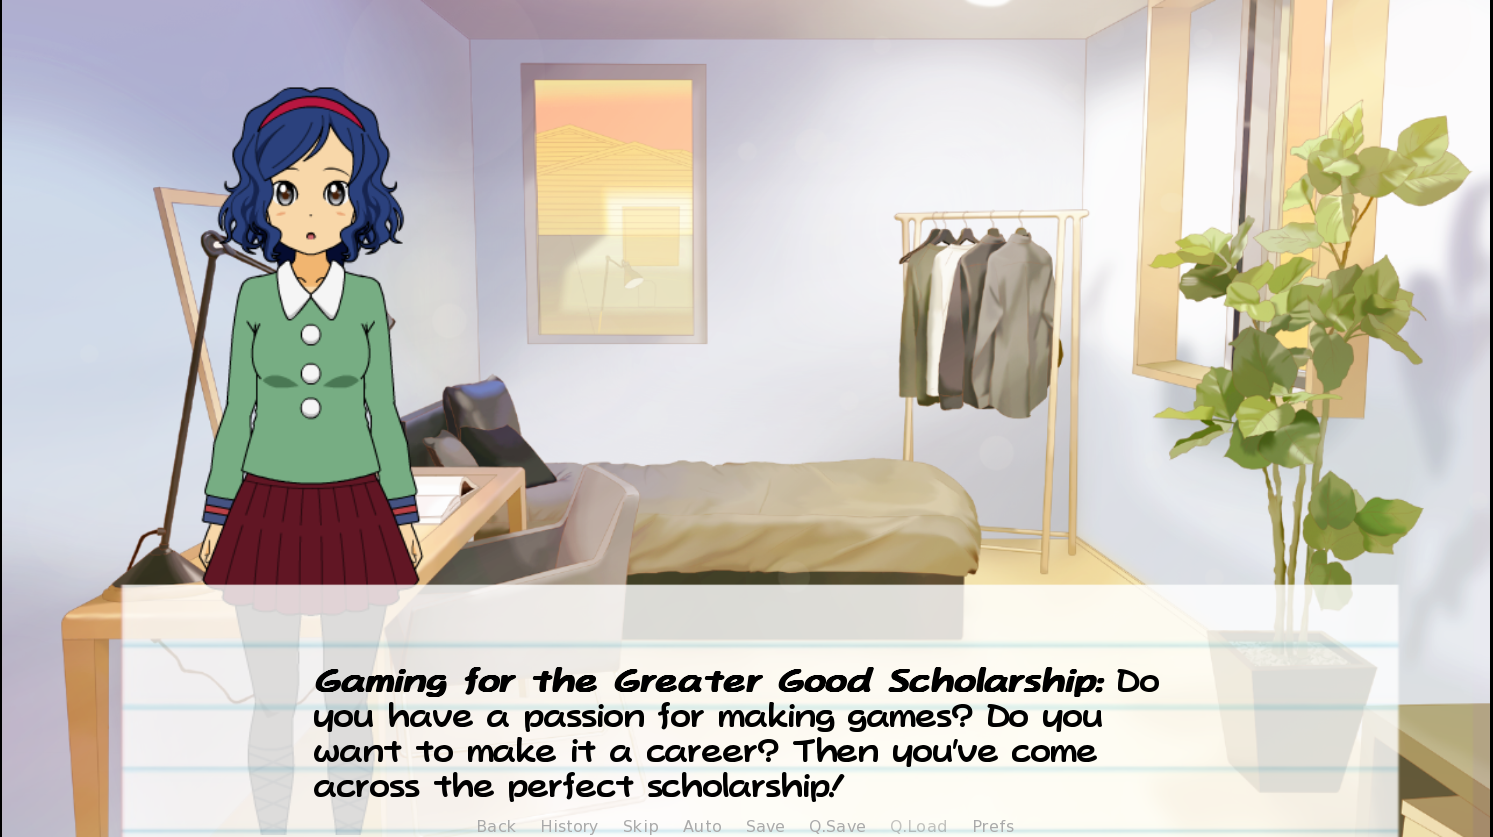 Gaming for the Greater Good Scholarship: Do
you have a passion for making games? Do you
want to make it a career? Then you've come
across the perfect scholarship!
Back History Skip Auto Save Q.Save Q.Load Prefs